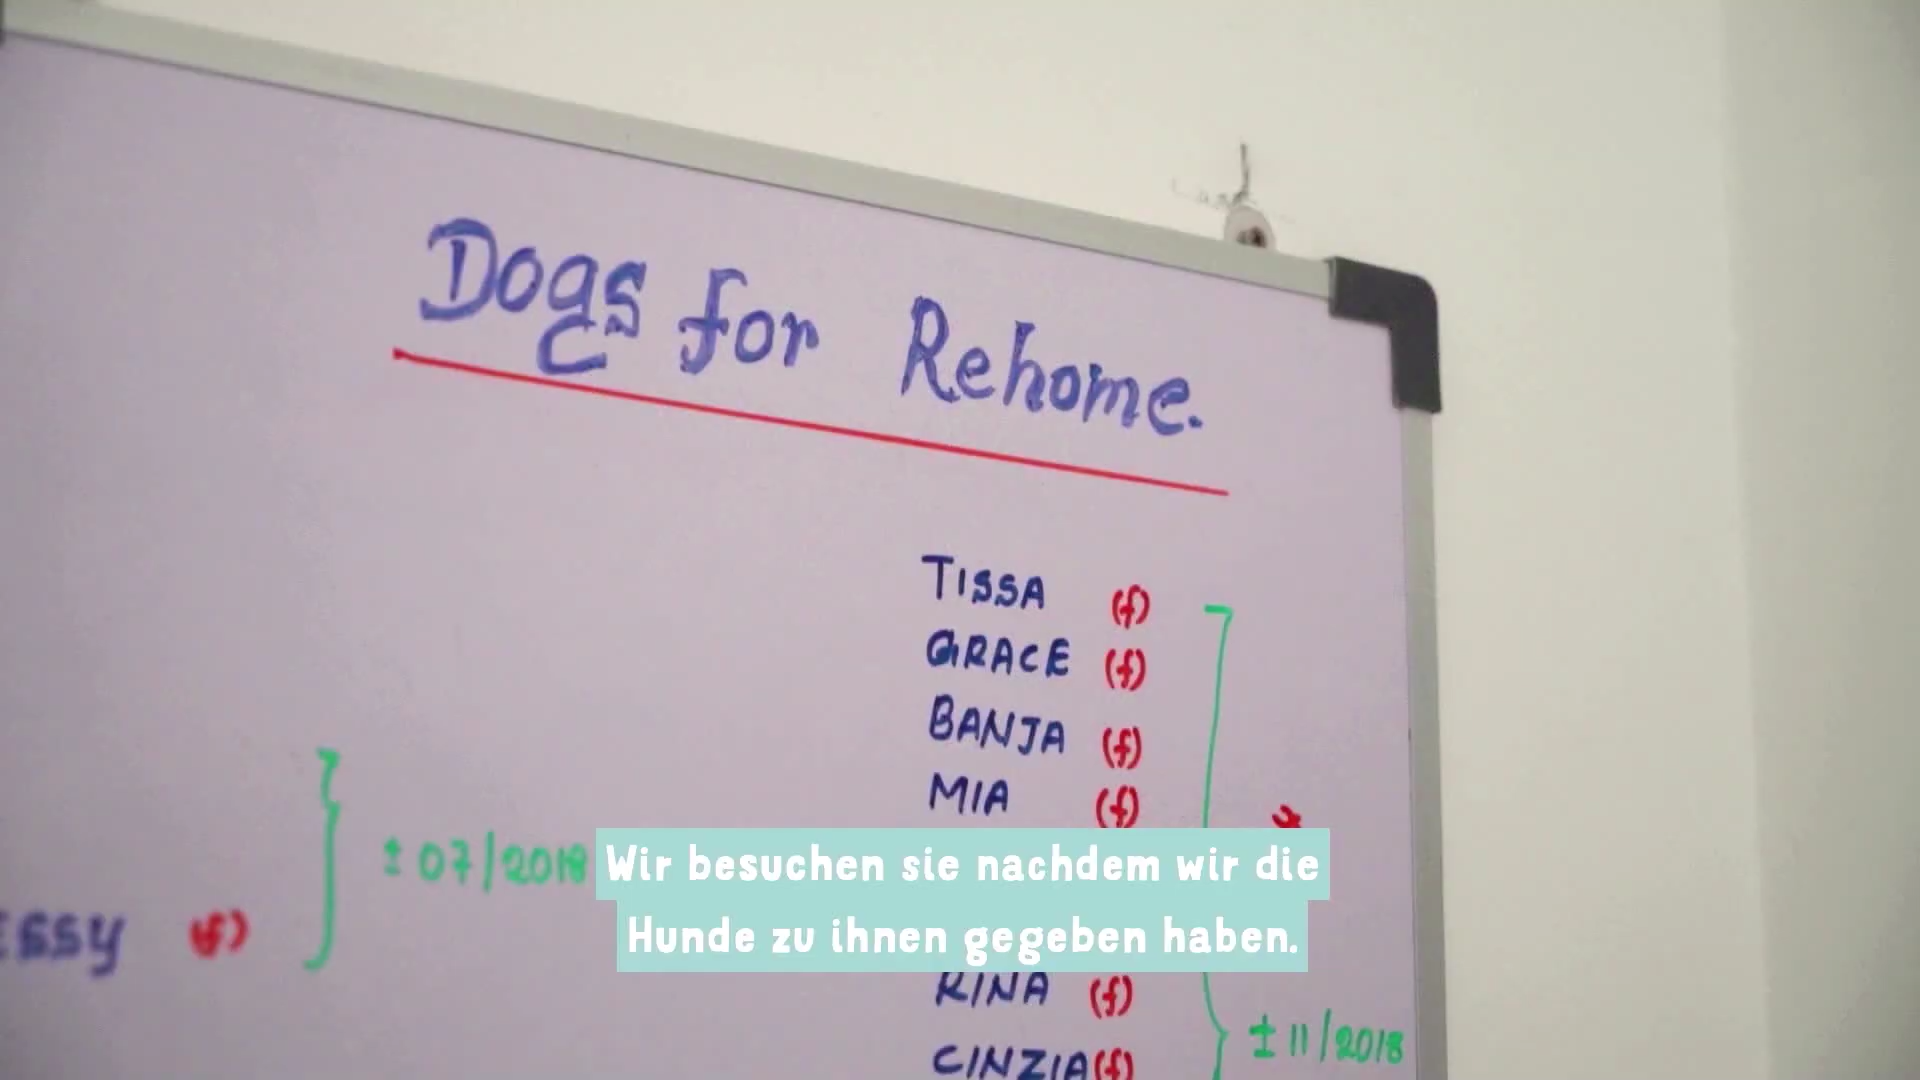 Dogs for Rehome.
TISSA (f)
GRACE (f)
BANJA (f)
MIA (f)
± 07/2018
(f)
Wir besuchen sie nachdem wir die
Hunde zu ihnen gegeben haben.
RINA (f)
± 11/2018
CINZIA (f)